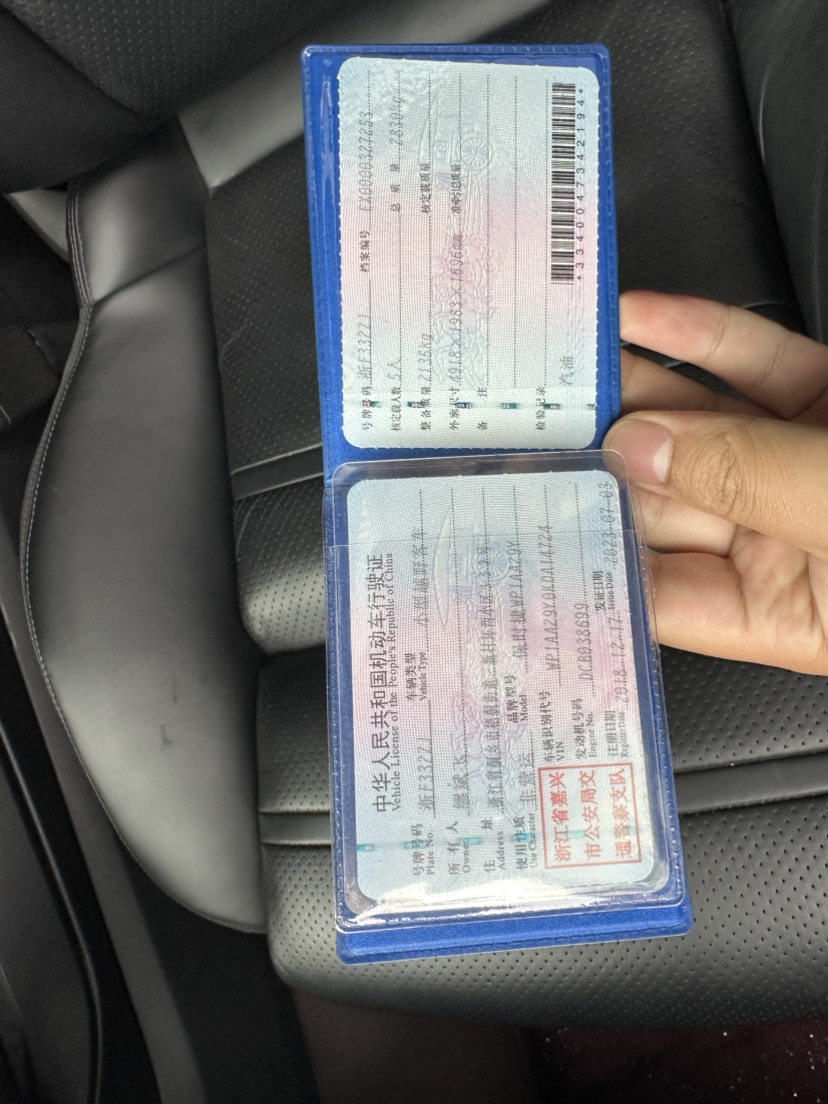 中华人民共和国机动车行驶证
Vehicle License of the People's Republic of China
号牌号码 浙F33Z7J 车辆类型 小型越野客车
Plate No. Vehicle Type
所有人
Owner
住址 浙江省
Address
使用性质 非营运 品牌型号 保时捷WP1AA29Y
Use Character Model
浙江省嘉兴
市公安局交
通警察支队
车辆识别代号
VIN
发动机号码 DCB038699
Engine No.
注册日期 2018-12-17 发证日期 2023-07-03
Register Date Issue Date
号牌号码 浙F33Z7J 档案编号
核定载人数 5人 总质量 2830kg
整备质量 2135kg 核定载质量
外廓尺寸 4918×1983×1696mm 准牵引总质量
备注
检验记录
汽油
*3340047342194*